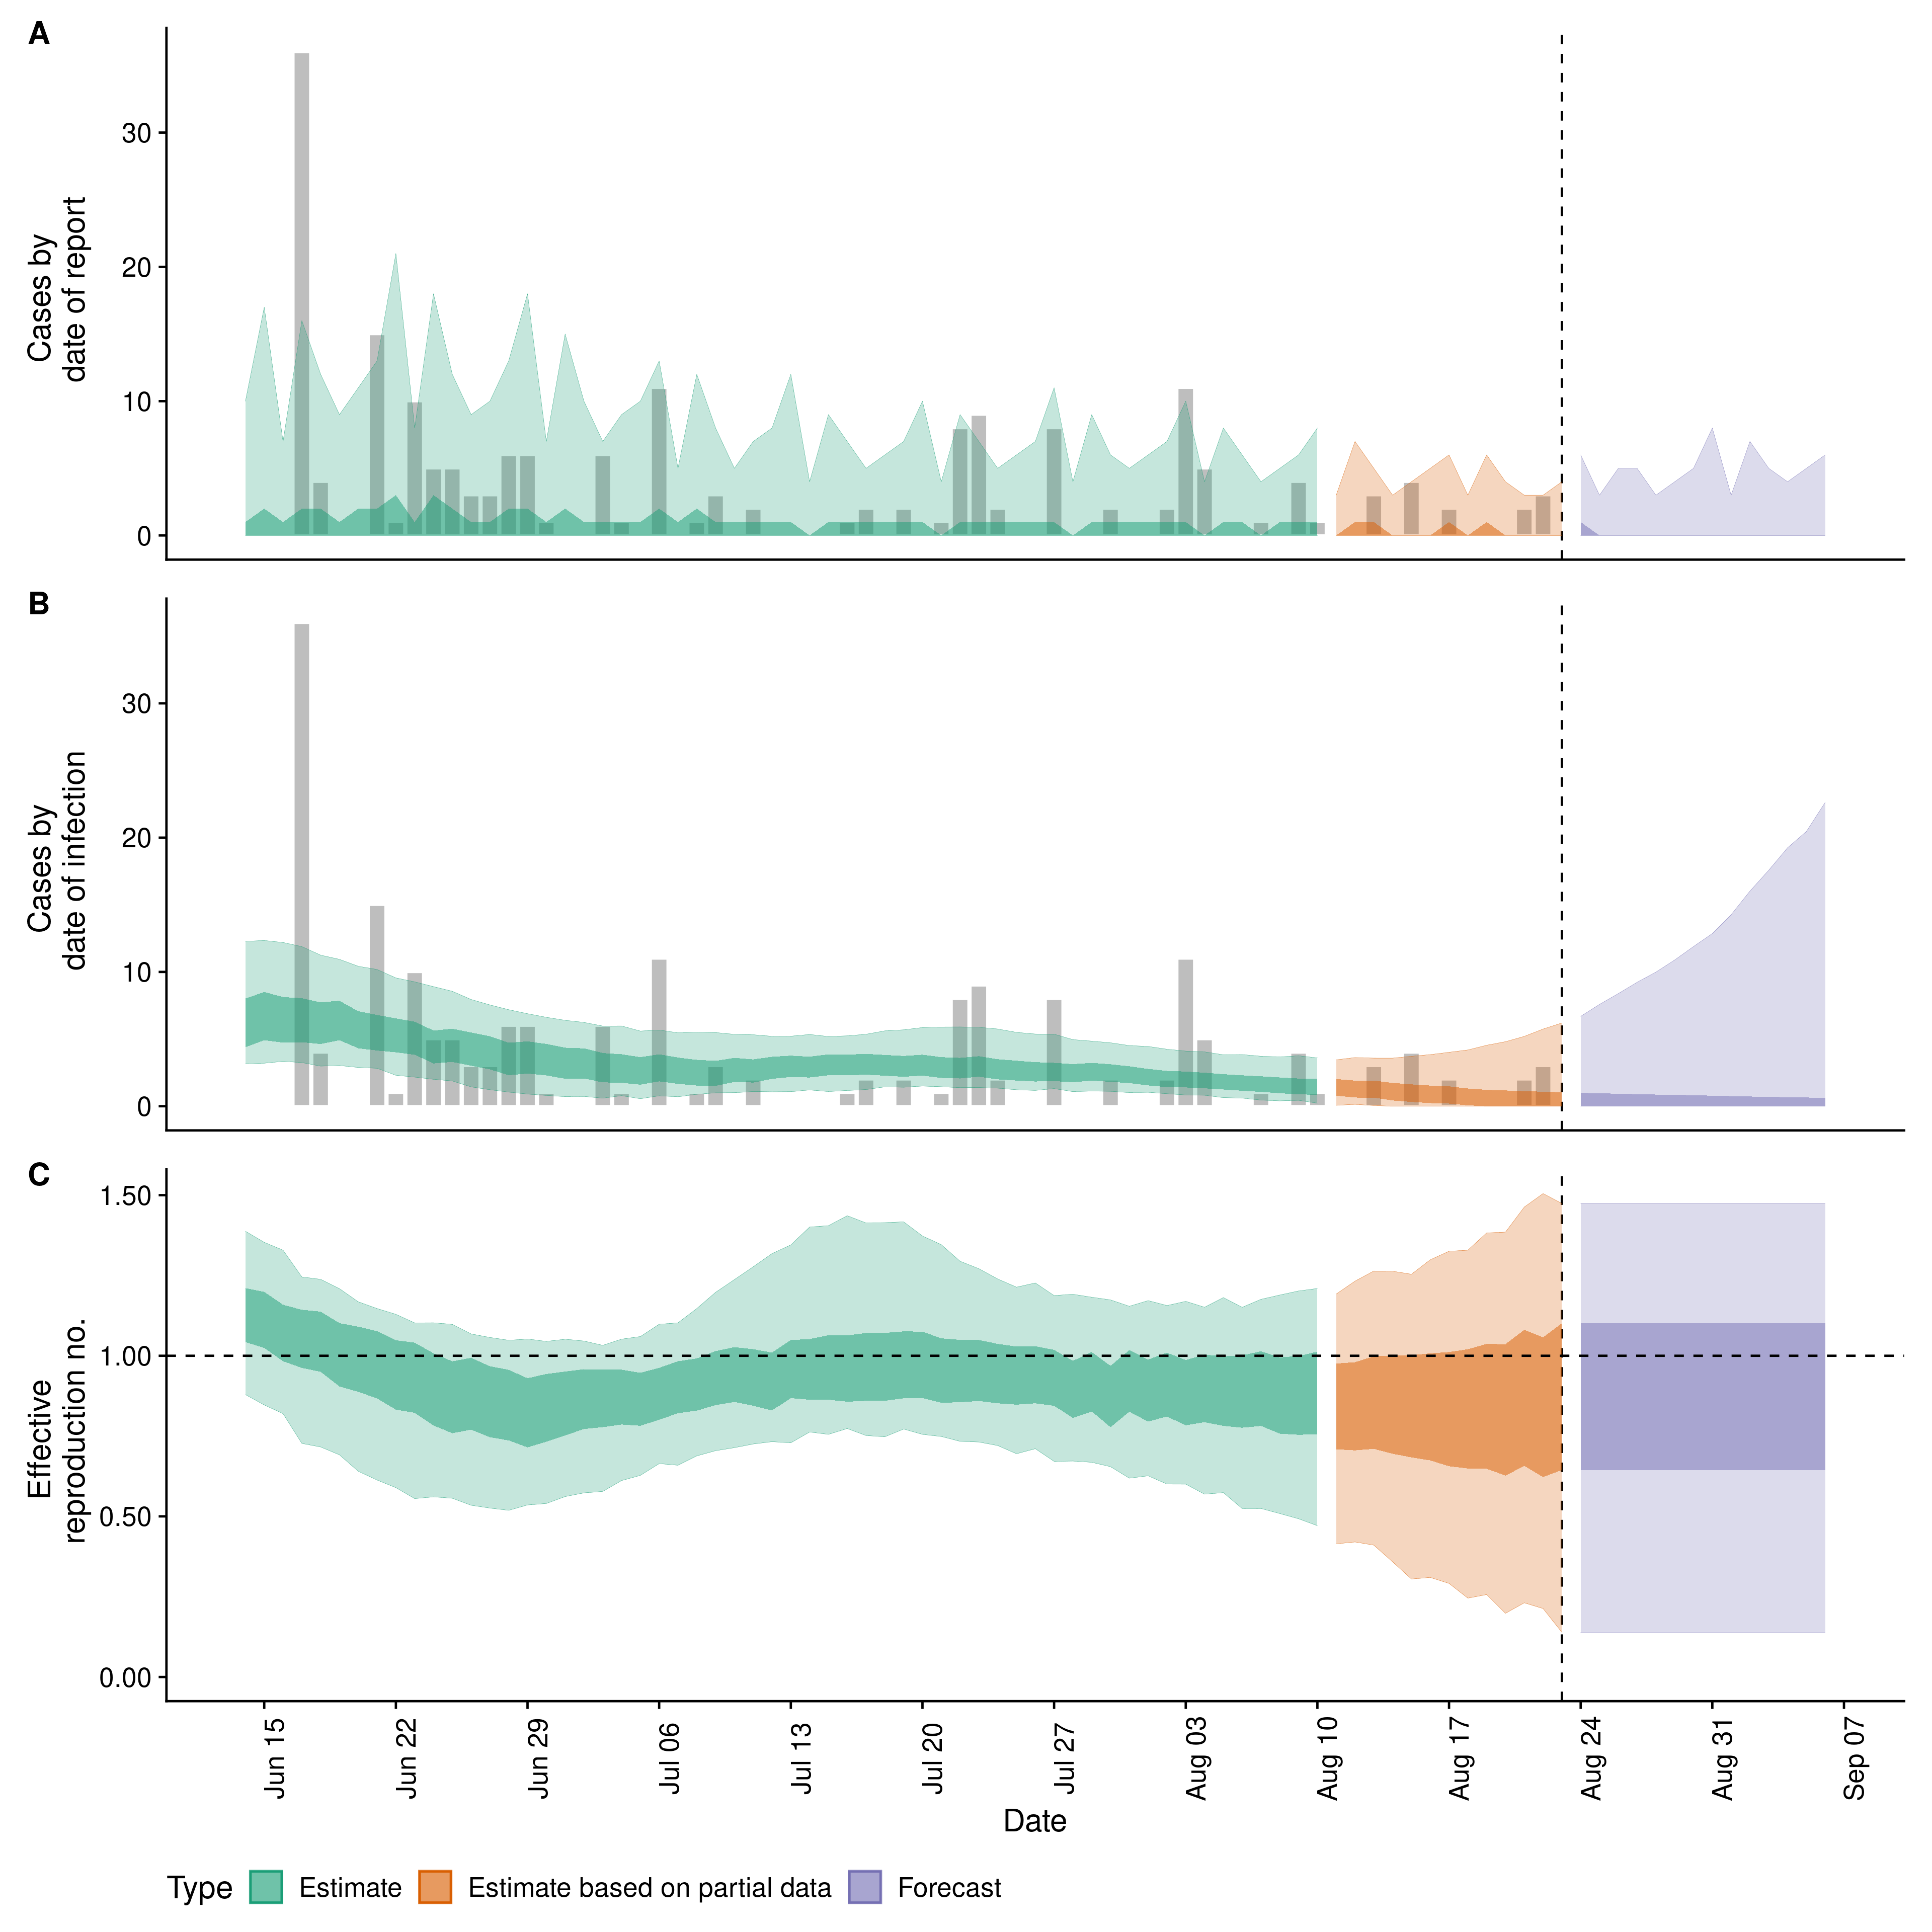 A
Cases by
date of report
30
20
10
0
B
Cases by
date of infection
30
20
10
0
C
Effective
reproduction no.
1.50
1.00
0.50
0.00
Jun 15
Jun 22
Jun 29
Jul 06
Jul 13
Jul 20
Jul 27
Aug 03
Aug 10
Aug 17
Aug 24
Aug 31
Sep 07
Date
Type Estimate Estimate based on partial data Forecast